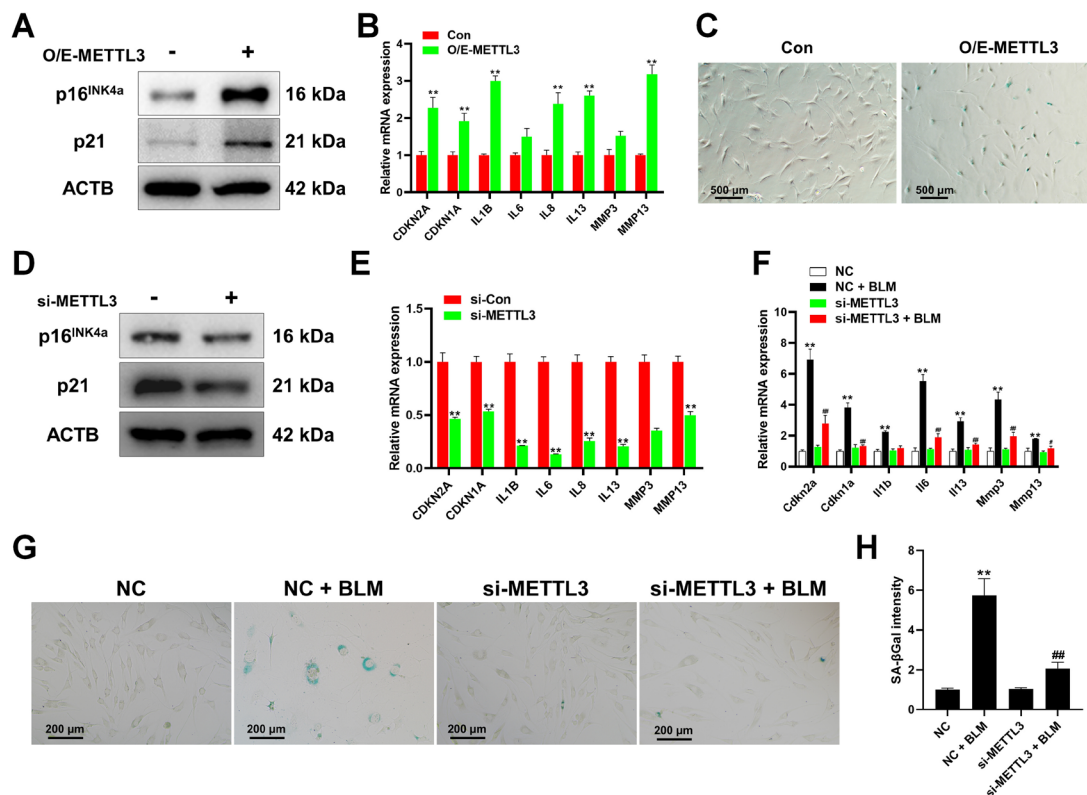 A
O/E-METTL3 - +
p16INK4a 16 kDa
p21 21 kDa
ACTB 42 kDa
B
Con
O/E-METTL3
Relative mRNA expression
4
3
2
1
0
** ** ** ** ** **
CDKN2A CDKN1A IL1B IL6 IL8 IL13 MMP3 MMP13
C
Con O/E-METTL3
500 μm 500 μm
D
si-METTL3 - +
p16INK4a 16 kDa
p21 21 kDa
ACTB 42 kDa
E
si-Con
si-METTL3
Relative mRNA expression
1.5
1.0
0.5
0.0
** ** ** ** ** ** **
CDKN2A CDKN1A IL1B IL6 IL8 IL13 MMP3 MMP13
F
NC
NC + BLM
si-METTL3
si-METTL3 + BLM
Relative mRNA expression
10
8
6
4
2
0
** ** ** ** ** ** **
## ## ## ## ## #
Cdkn2a Cdkn1a Il1b Il6 Il13 Mmp3 Mmp13
G
NC NC + BLM si-METTL3 si-METTL3 + BLM
200 μm 200 μm 200 μm 200 μm
H
SA-βGal intensity
8
6
4
2
0
**
##
NC NC + BLM si-METTL3 si-METTL3 + BLM